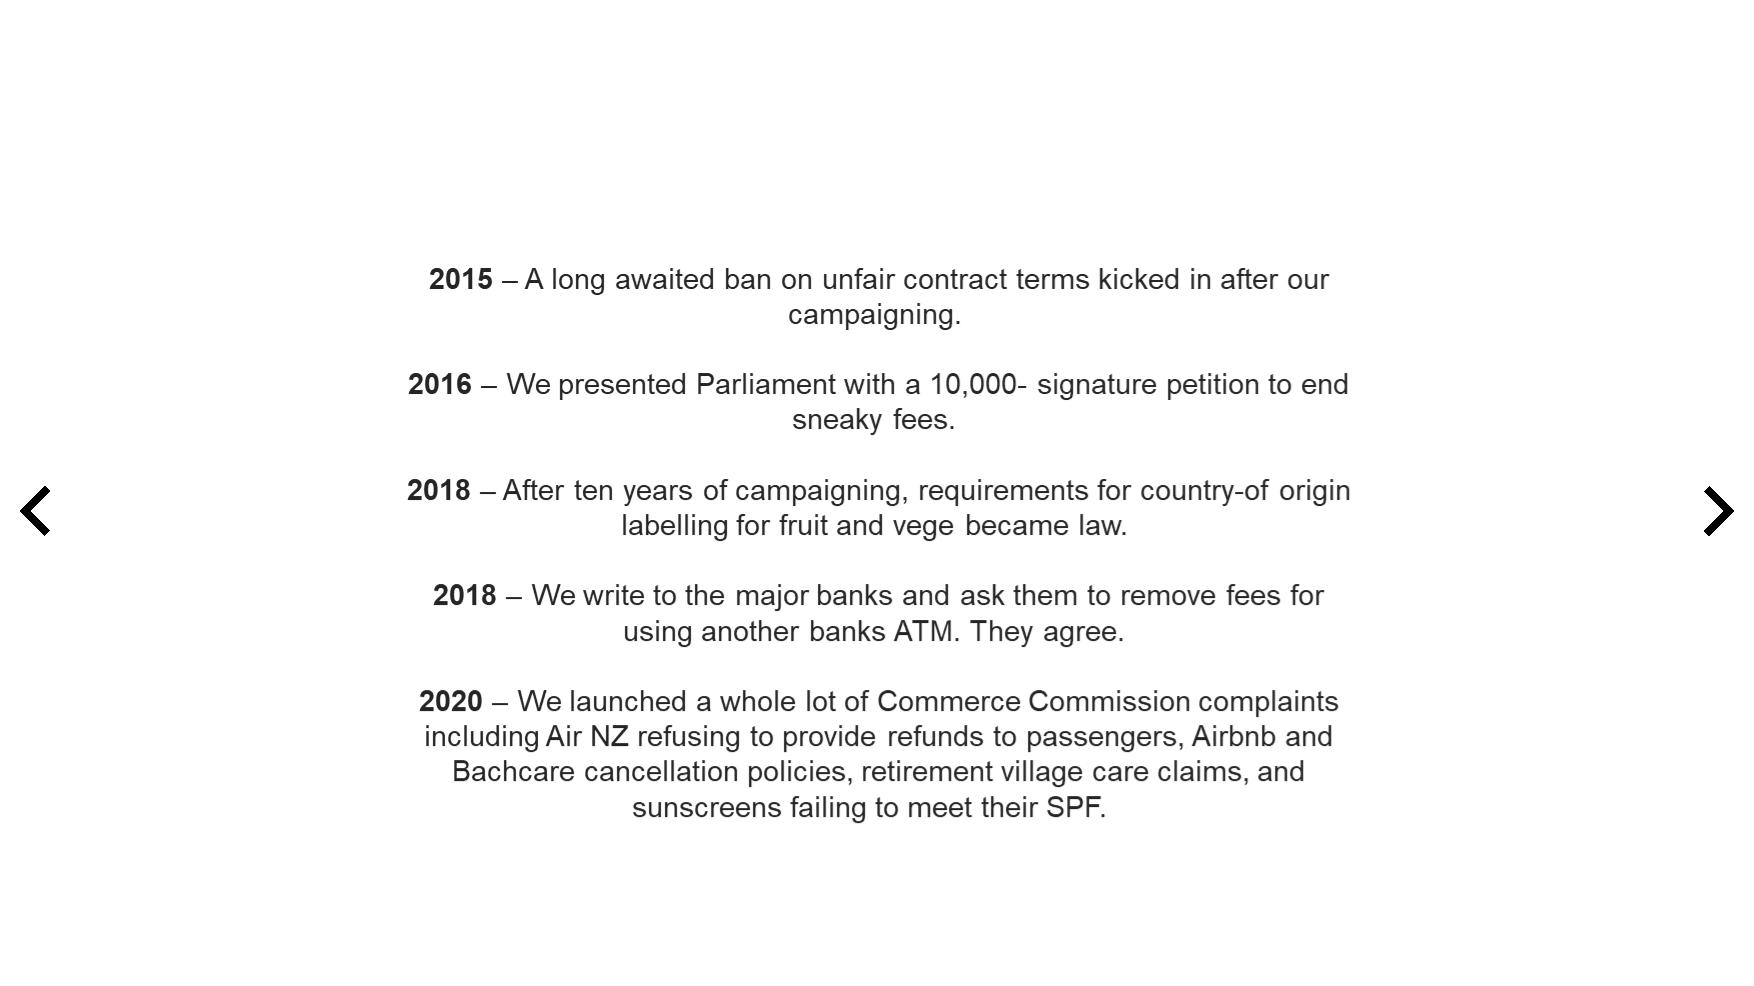 2015 – A long awaited ban on unfair contract terms kicked in after our
campaigning.
2016 – We presented Parliament with a 10,000- signature petition to end
sneaky fees.
2018 – After ten years of campaigning, requirements for country-of origin
labelling for fruit and vege became law.
2018 – We write to the major banks and ask them to remove fees for
using another banks ATM. They agree.
2020 – We launched a whole lot of Commerce Commission complaints
including Air NZ refusing to provide refunds to passengers, Airbnb and
Bachcare cancellation policies, retirement village care claims, and
sunscreens failing to meet their SPF.